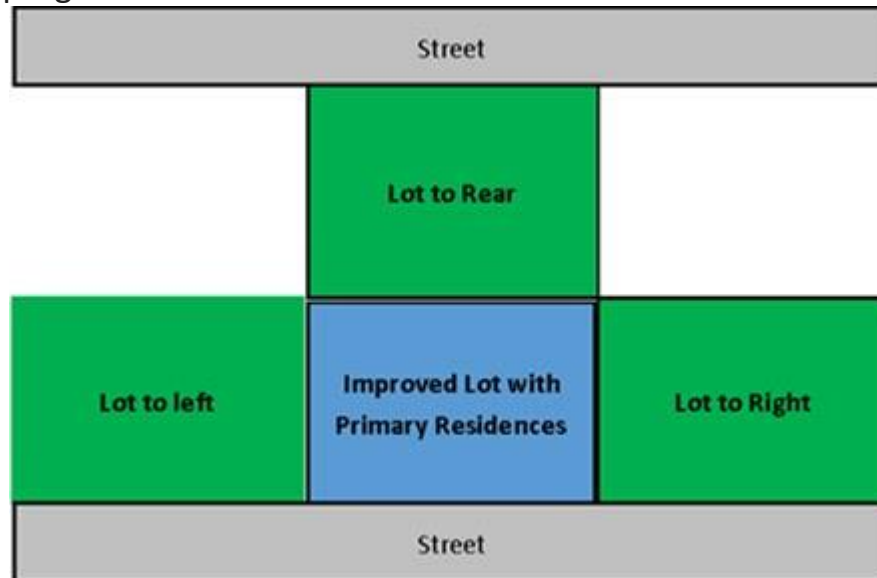 Street
Lot to Rear
Lot to left
Improved Lot with
Primary Residences
Lot to Right
Street